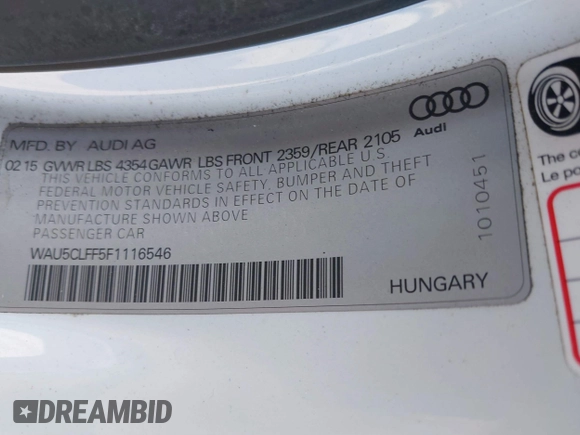 MFD. BY AUDI AG
02 15 GVWR LBS 4354 GAWR LBS FRONT 2359/REAR 2105
Audi
THIS VEHICLE CONFORMS TO ALL APPLICABLE U S
FEDERAL MOTOR VEHICLE SAFETY, BUMPER AND THEFT
PREVENTION STANDARDS IN EFFECT ON THE DATE OF
MANUFACTURE SHOWN ABOVE
PASSENGER CAR
WAU5CLFF5F1116546
HUNGARY
1010451
The co
Le po
DREAMBID